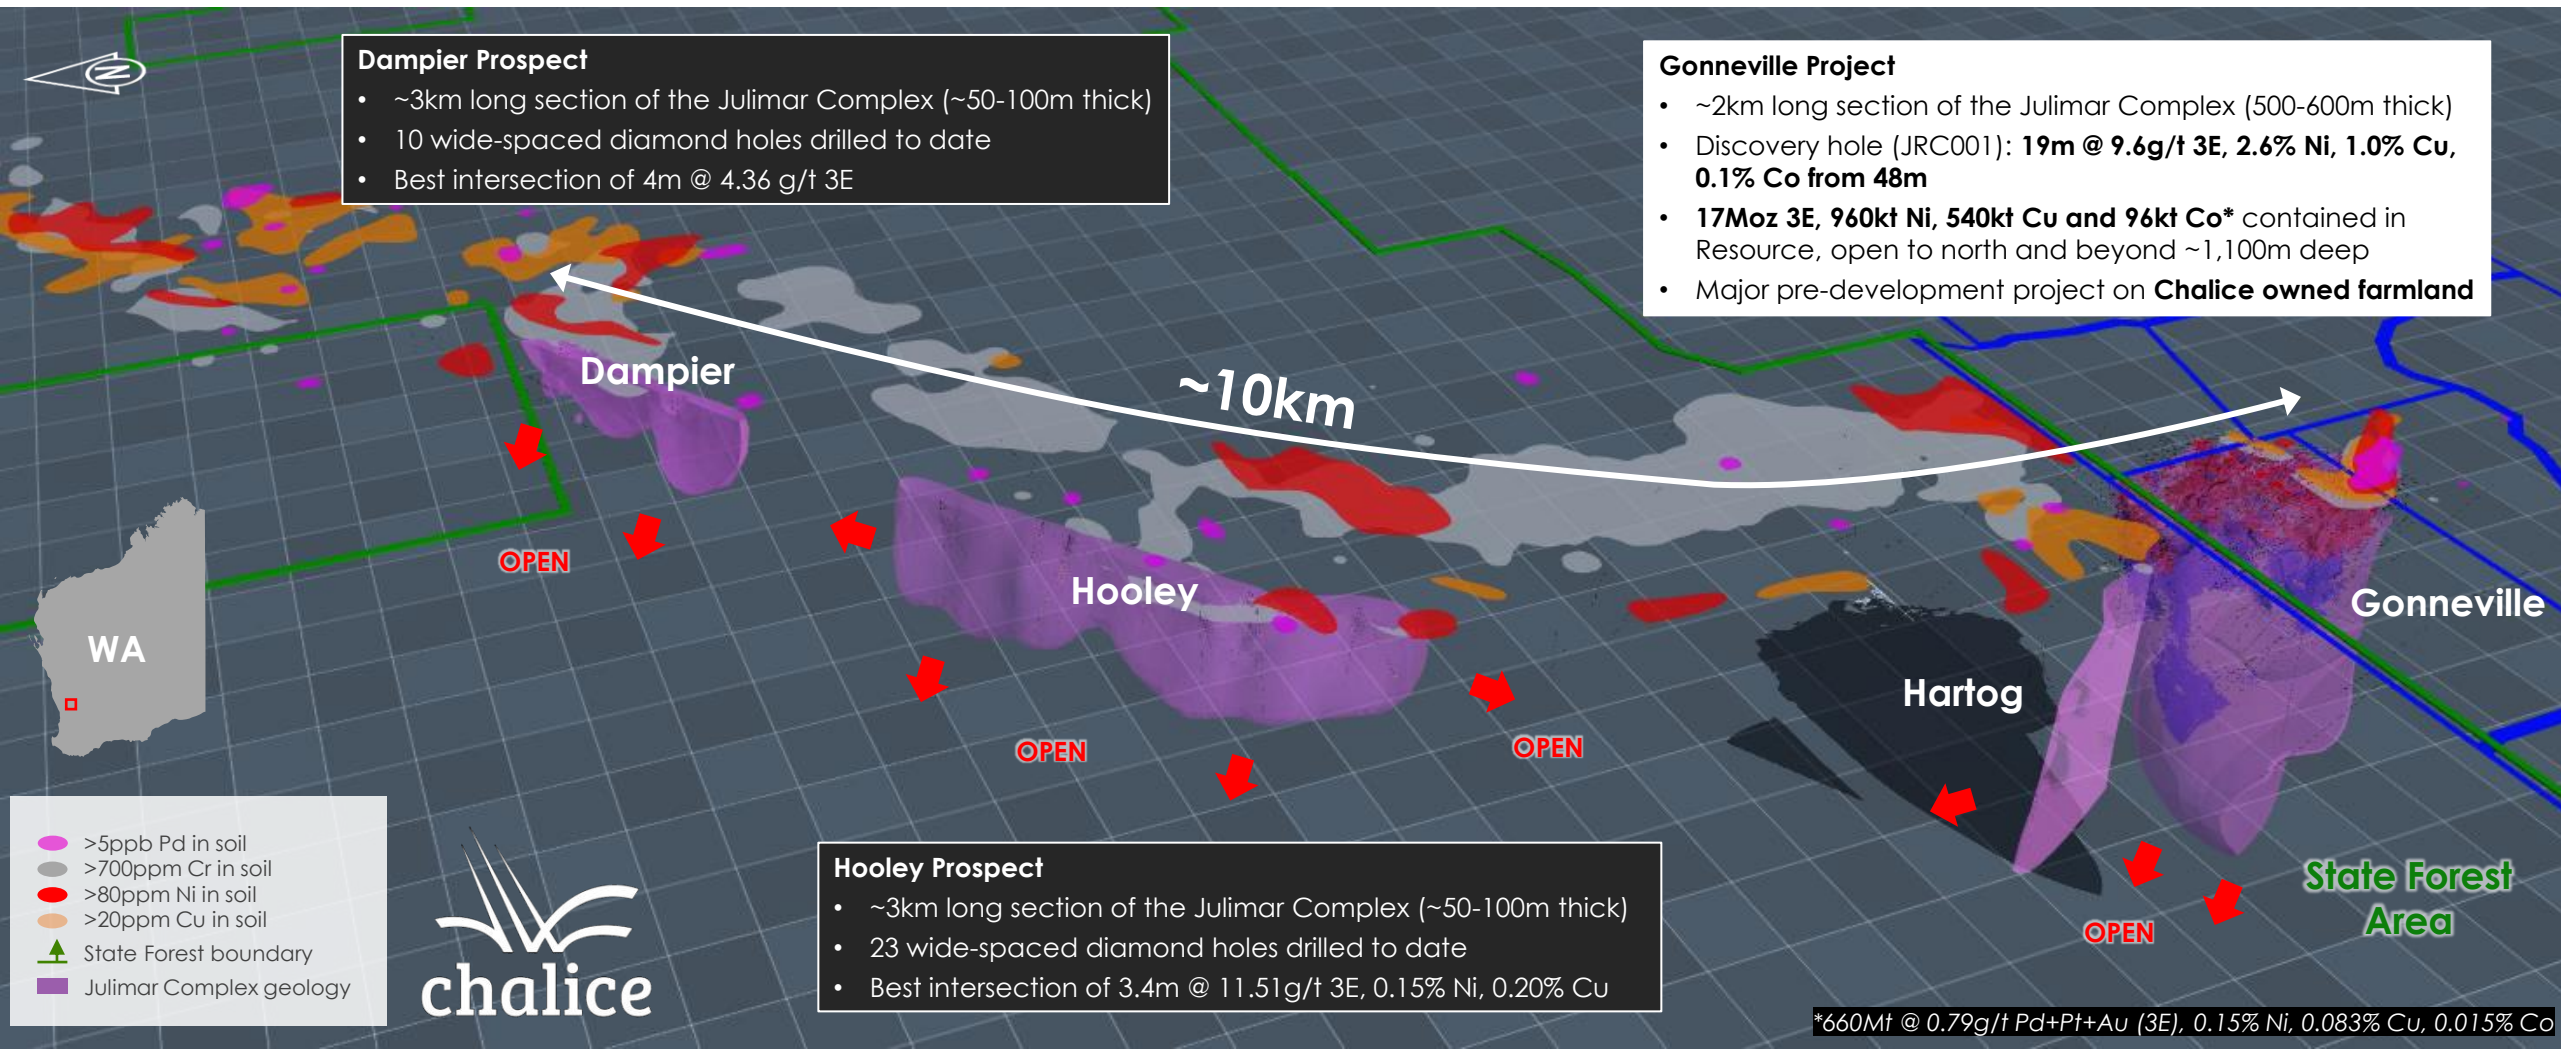 N
Dampier Prospect
• ~3km long section of the Julimar Complex (~50-100m thick)
• 10 wide-spaced diamond holes drilled to date
• Best intersection of 4m @ 4.36 g/t 3E
Gonneville Project
• ~2km long section of the Julimar Complex (500-600m thick)
• Discovery hole (JRC001): 19m @ 9.6g/t 3E, 2.6% Ni, 1.0% Cu,
0.1% Co from 48m
• 17Moz 3E, 960kt Ni, 540kt Cu and 96kt Co* contained in
Resource, open to north and beyond ~1,100m deep
• Major pre-development project on Chalice owned farmland
Dampier
~10km
OPEN
Hooley
Gonneville
WA
Hartog
OPEN
OPEN
>5ppb Pd in soil
>700ppm Cr in soil
>80ppm Ni in soil
>20ppm Cu in soil
State Forest boundary
Julimar Complex geology
chalice
Hooley Prospect
• ~3km long section of the Julimar Complex (~50-100m thick)
• 23 wide-spaced diamond holes drilled to date
• Best intersection of 3.4m @ 11.51g/t 3E, 0.15% Ni, 0.20% Cu
OPEN
State Forest
Area
*660Mt @ 0.79g/t Pd+Pt+Au (3E), 0.15% Ni, 0.083% Cu, 0.015% Co